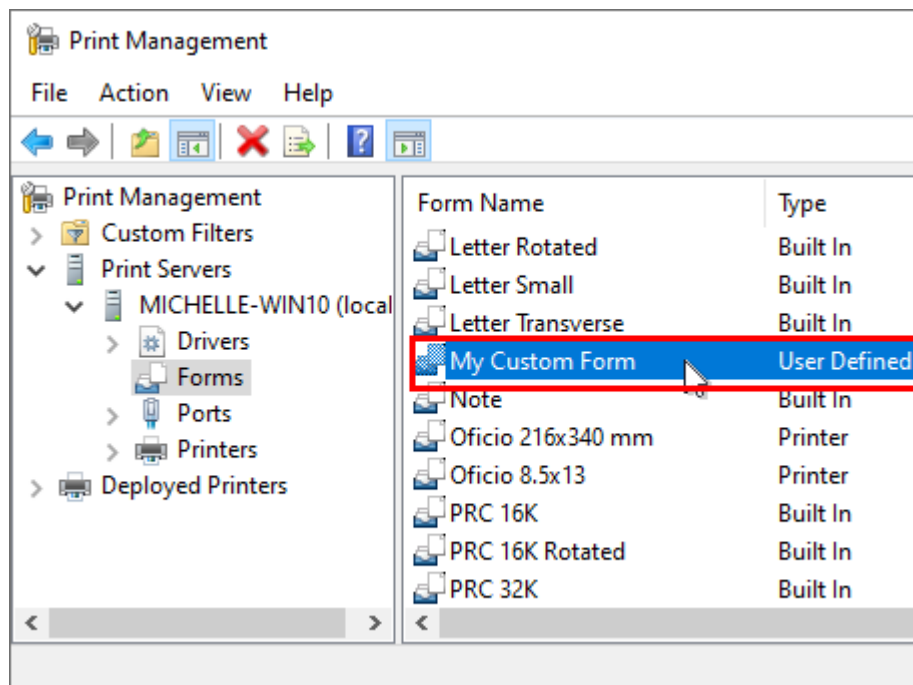 Print Management
File Action View Help
Print Management
Custom Filters
Print Servers
MICHELLE-WIN10 (local
Drivers
Forms
Ports
Printers
Deployed Printers
Form Name Type
Letter Rotated Built In
Letter Small Built In
Letter Transverse Built In
My Custom Form User Defined
Note Built In
Oficio 216x340 mm Printer
Oficio 8.5x13 Printer
PRC 16K Built In
PRC 16K Rotated Built In
PRC 32K Built In